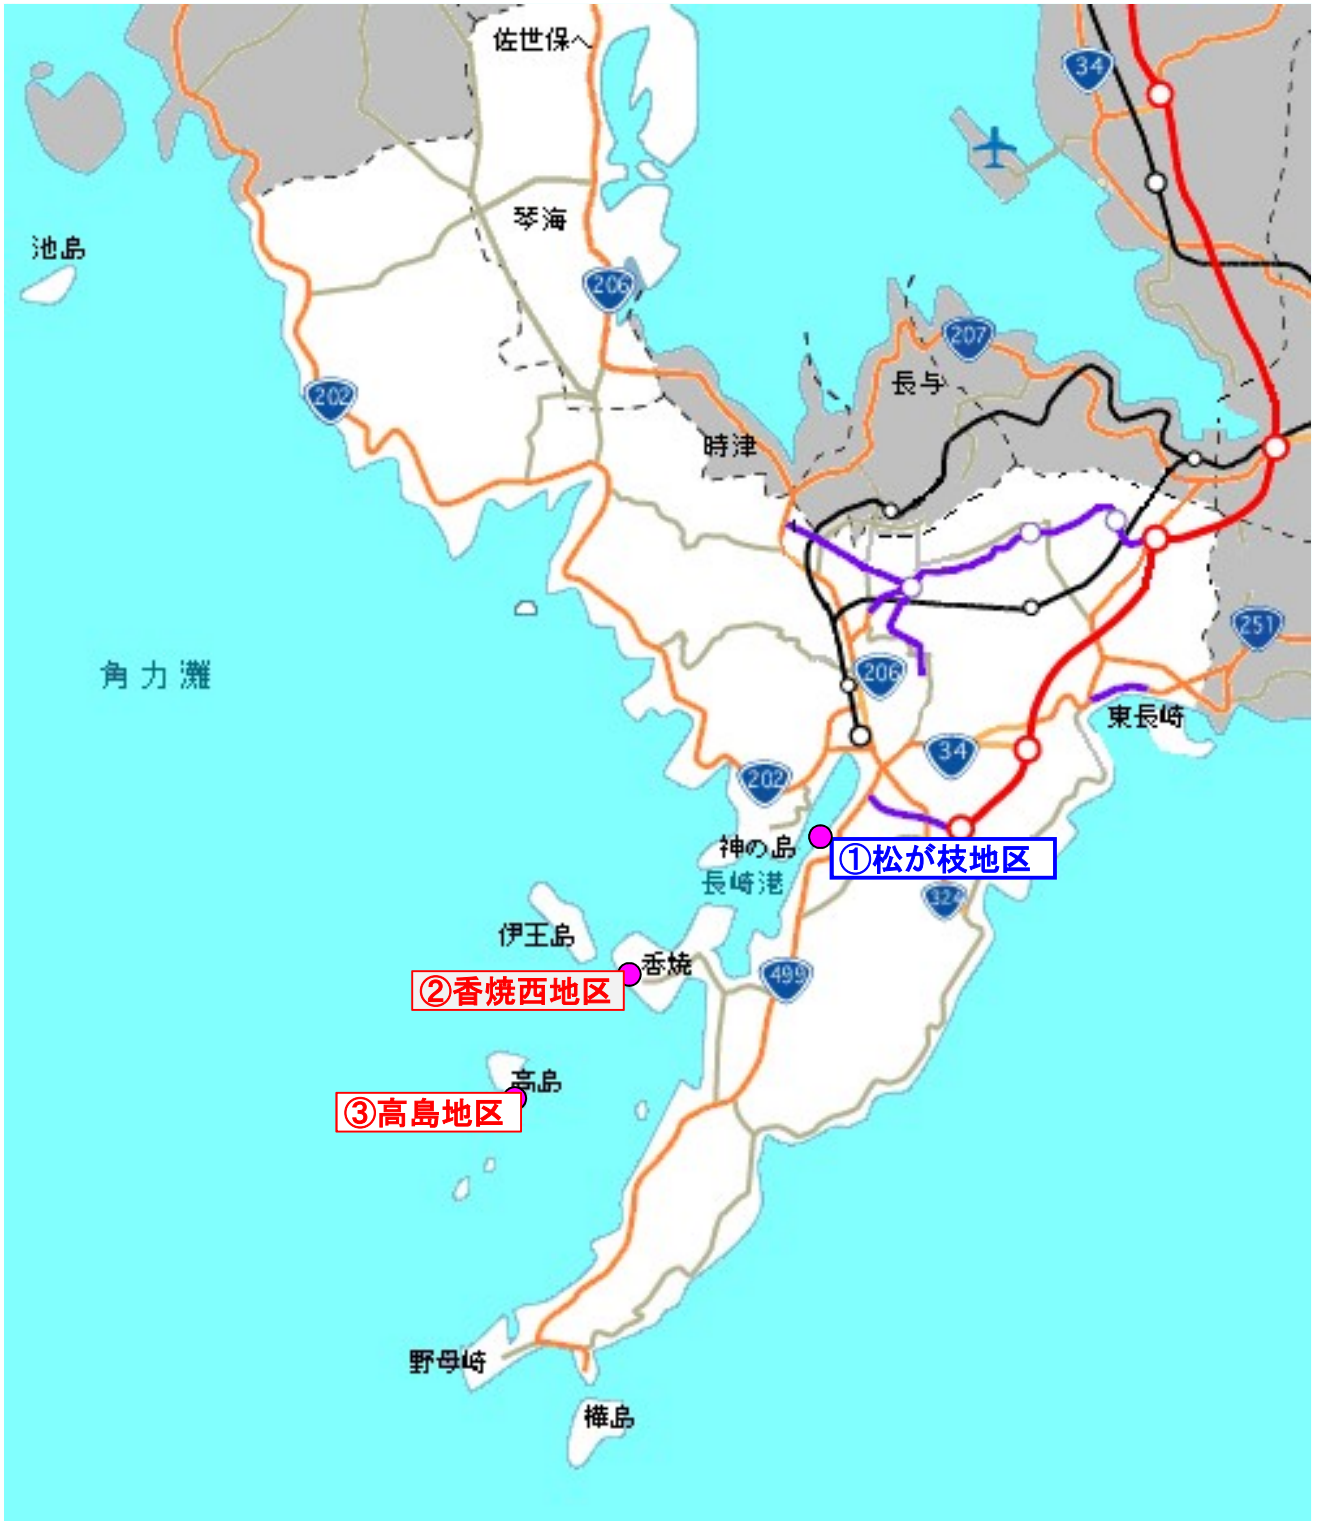 佐世保へ
34
琴海
池島
206
207
長与
202
時津
251
角力灘
206
東長崎
34
202
神の島
①松が枝地区
長崎港
324
伊王島
香焼
499
②香焼西地区
高島
③高島地区
野母崎
樺島